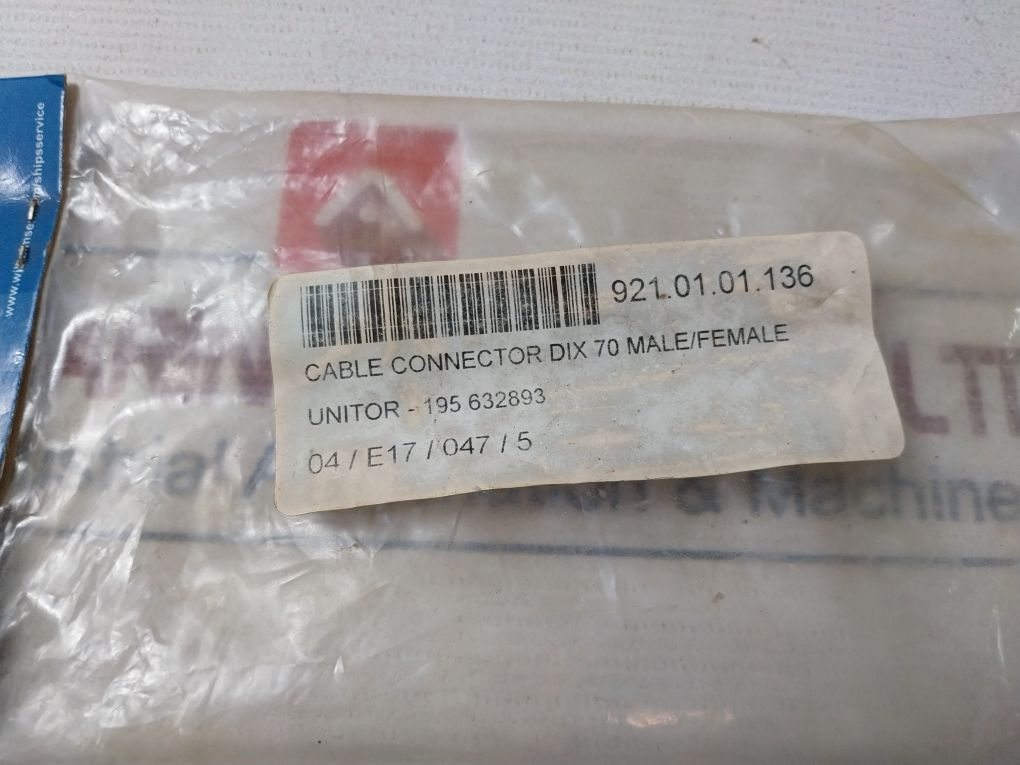 921.01.01.136
CABLE CONNECTOR DIX 70 MALE/FEMALE
UNITOR - 195 632893
04 / E17 / 047 / 5
& Machine